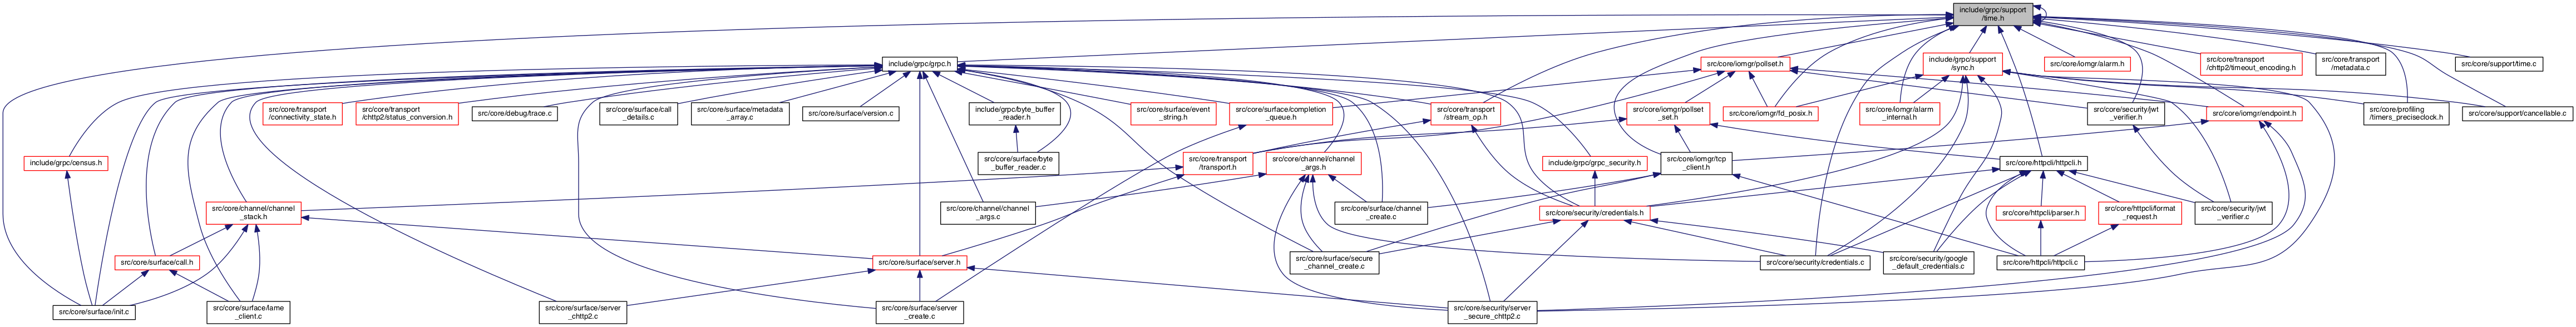 include/grpc/support
/time.h
include/grpc/grpc.h
src/core/iomgr/pollset.h
include/grpc/support
/sync.h
src/core/iomgr/alarm.h
src/core/transport
/chttp2/timeout_encoding.h
src/core/transport
/metadata.c
src/core/support/time.c
src/core/transport
/connectivity_state.h
src/core/transport
/chttp2/status_conversion.h
src/core/debug/trace.c
src/core/surface/call
_details.c
src/core/surface/metadata
_array.c
src/core/surface/version.c
include/grpc/byte_buffer
_reader.h
src/core/surface/event
_string.h
src/core/surface/completion
_queue.h
src/core/transport
/stream_op.h
src/core/iomgr/pollset
_set.h
src/core/iomgr/fd_posix.h
src/core/iomgr/alarm
_internal.h
src/core/security/jwt
_verifier.h
src/core/iomgr/endpoint.h
src/core/profiling
/timers_preciseclock.h
src/core/support/cancellable.c
include/grpc/census.h
src/core/surface/byte
_buffer_reader.c
src/core/transport
/transport.h
src/core/channel/channel
_args.h
include/grpc/grpc_security.h
src/core/iomgr/tcp
_client.h
src/core/httpcli/httpcli.h
src/core/channel/channel
_stack.h
src/core/channel/channel
_args.c
src/core/surface/channel
_create.c
src/core/security/credentials.h
src/core/httpcli/parser.h
src/core/httpcli/format
_request.h
src/core/security/jwt
_verifier.c
src/core/surface/call.h
src/core/surface/server.h
src/core/surface/secure
_channel_create.c
src/core/security/credentials.c
src/core/security/google
_default_credentials.c
src/core/httpcli/httpcli.c
src/core/surface/init.c
src/core/surface/lame
_client.c
src/core/surface/server
_chttp2.c
src/core/surface/server
_create.c
src/core/security/server
_secure_chttp2.c